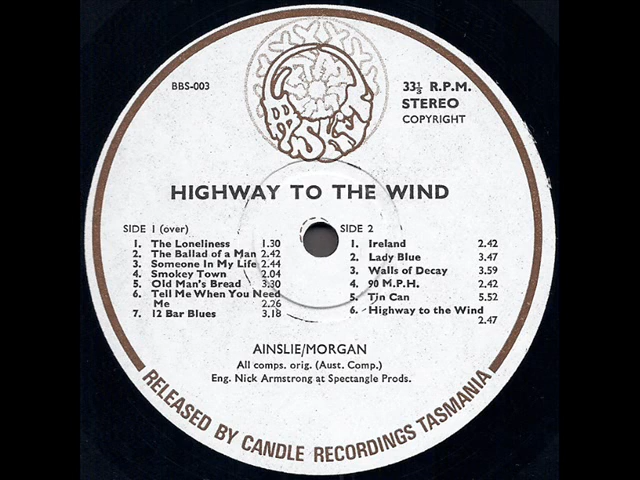 BBS-003
33⅓ R.P.M.
STEREO
COPYRIGHT
HIGHWAY TO THE WIND
SIDE 1 (over)
1. The Loneliness 1.30
2. The Ballad of a Man 2.42
3. Someone In My Life 2.44
4. Smokey Town 2.04
5. Old Man's Bread 3.30
6. Tell Me When You Need
Me 2.26
7. 12 Bar Blues 3.18
SIDE 2
1. Ireland 2.42
2. Lady Blue 3.47
3. Walls of Decay 3.59
4. 90 M.P.H. 2.42
5. Tin Can 5.52
6. Highway to the Wind
2.47
AINSLIE/MORGAN
All comps. orig. (Aust. Comp.)
Eng. Nick Armstrong at Spectangle Prods.
RELEASED BY CANDLE RECORDINGS TASMANIA